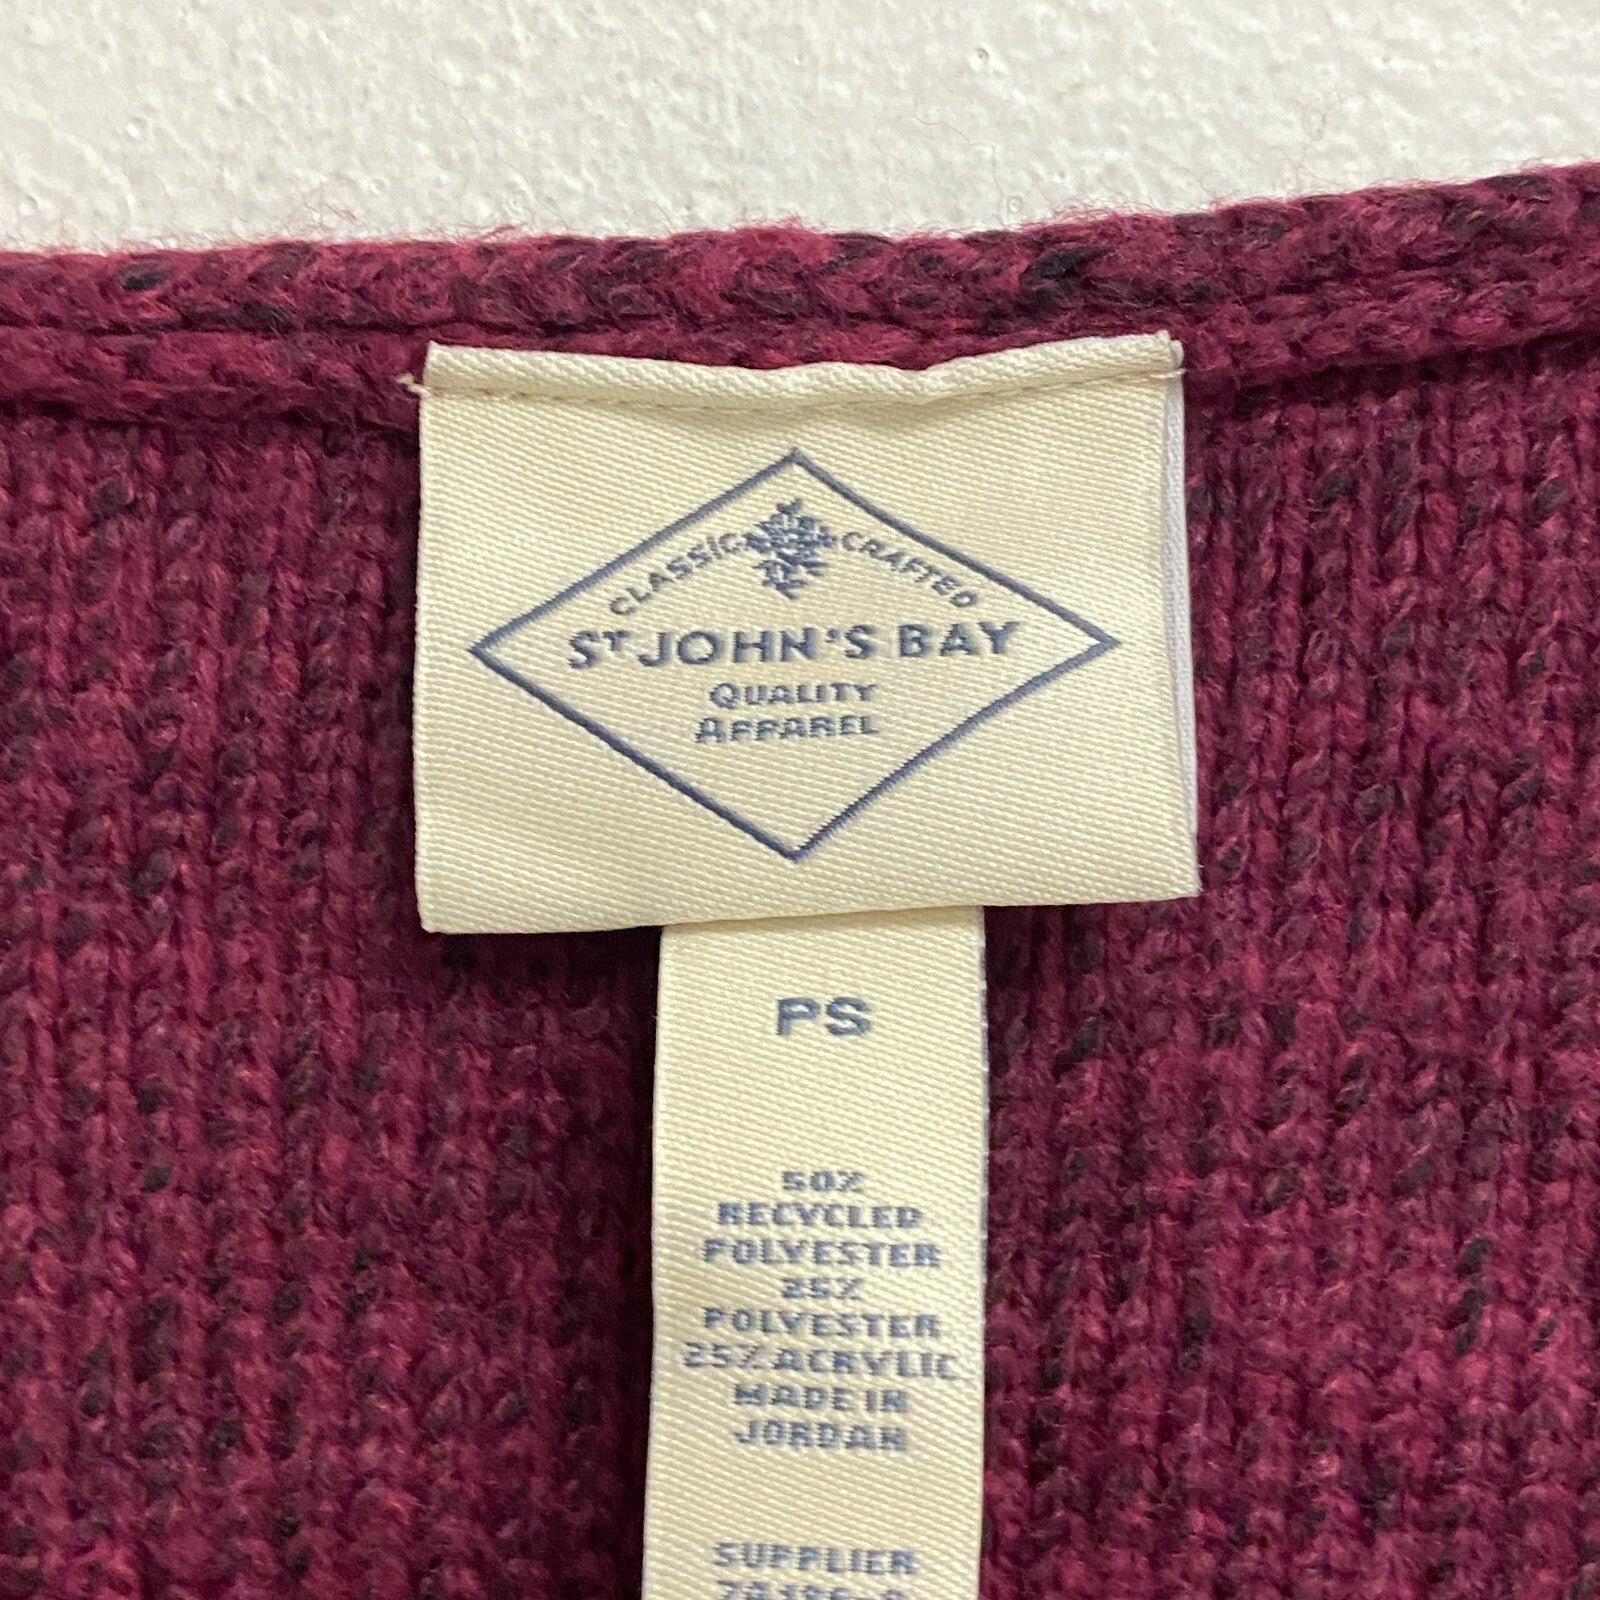 CLASSIC CRAFTED
ST JOHN'S BAY
QUALITY
APPAREL
PS
50%
RECYCLED
POLYESTER
25%
POLYESTER
25% ACRYLIC
MADE IN
JORDAN
SUPPLIER